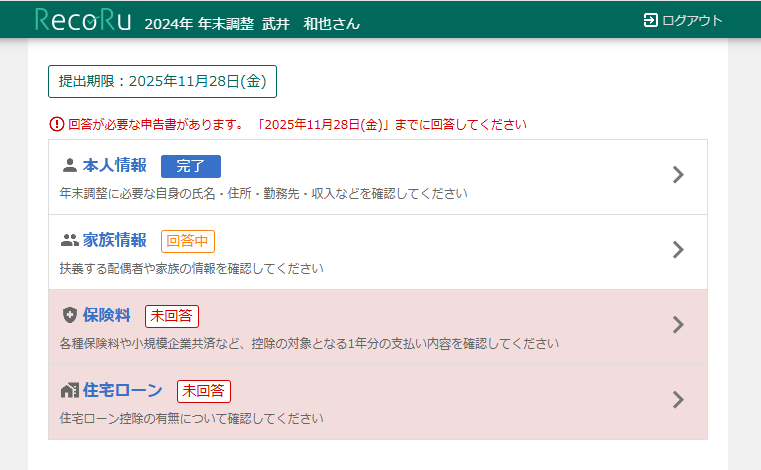 RecoRu 2024年 年末調整 武井 和也さん ログアウト
提出期限：2025年11月28日(金)
回答が必要な申告書があります。「2025年11月28日(金)」までに回答してください
本人情報 完了
年末調整に必要な自身の氏名・住所・勤務先・収入などを確認してください
家族情報 回答中
扶養する配偶者や家族の情報を確認してください
保険料 未回答
各種保険料や小規模企業共済など、控除の対象となる1年分の支払い内容を確認してください
住宅ローン 未回答
住宅ローン控除の有無について確認してください